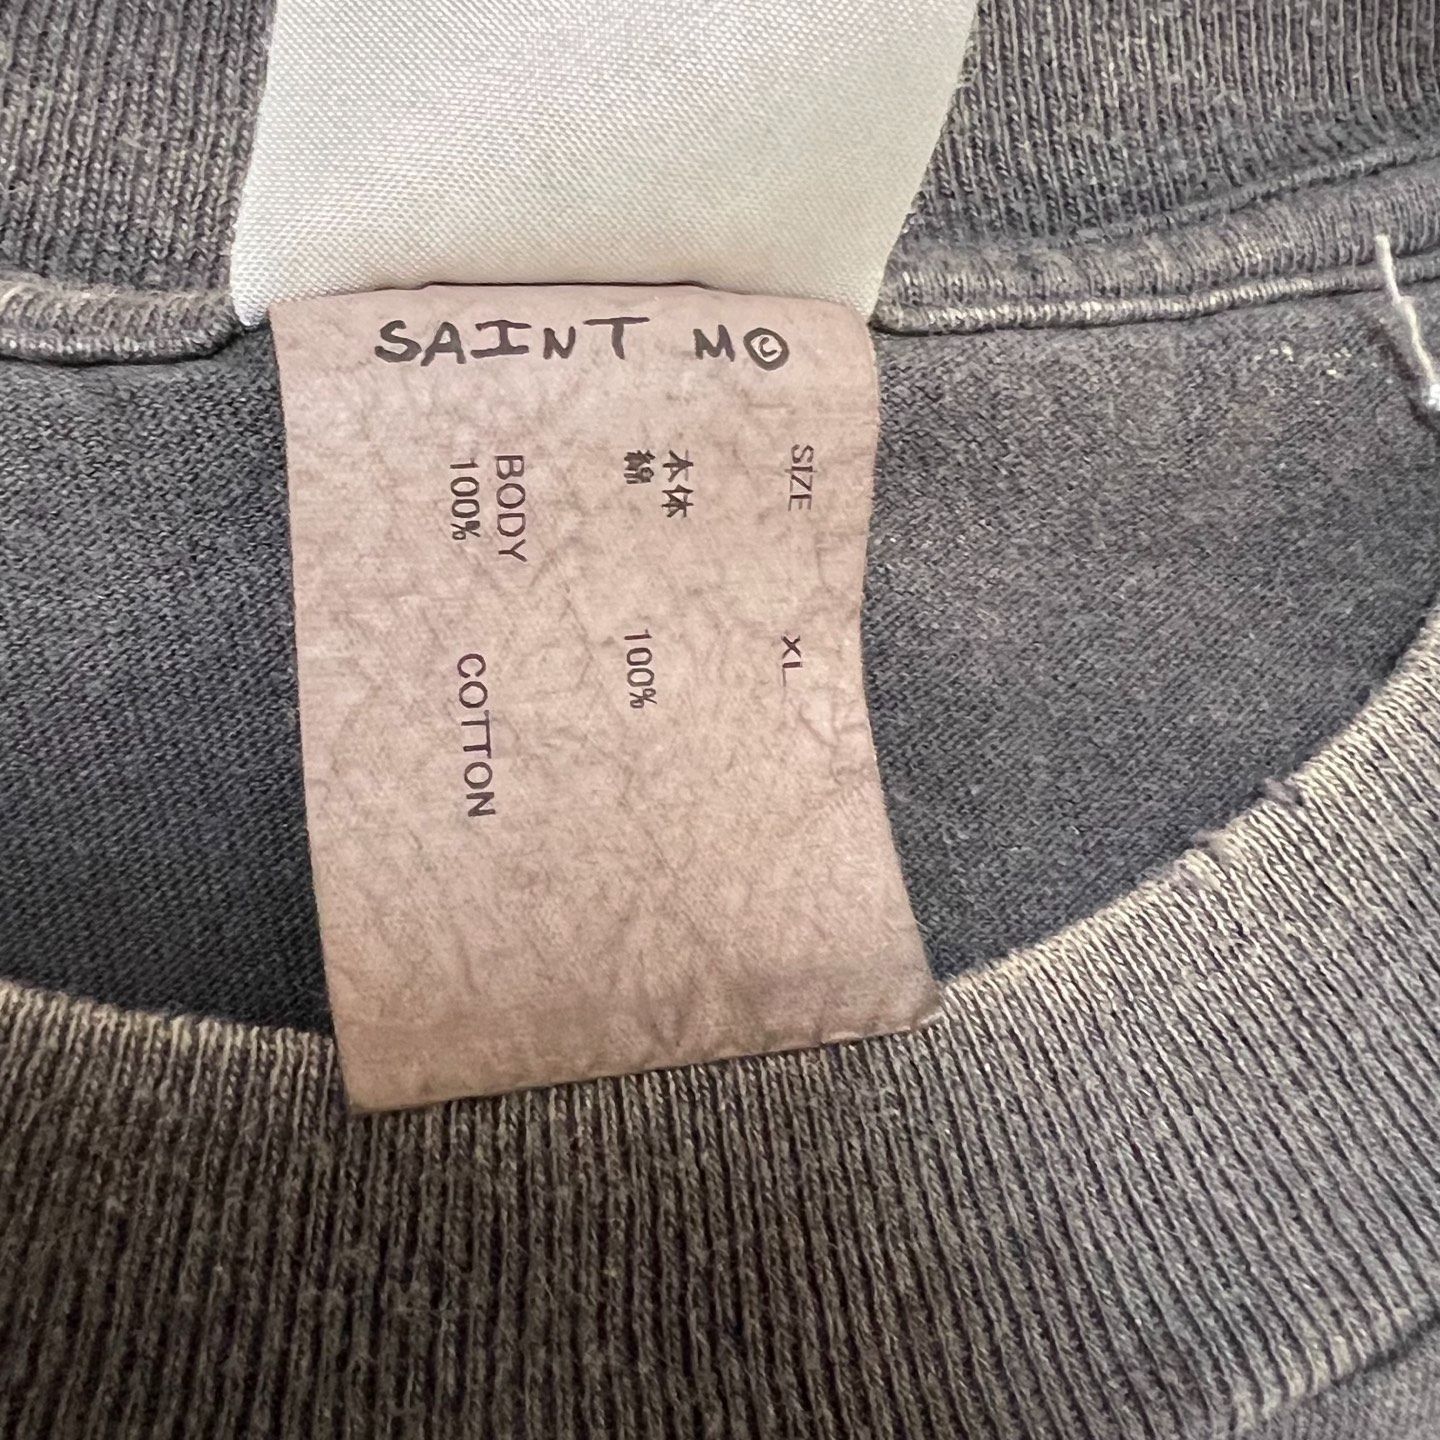 SAINT M©
SIZE XL
本体
綿 100%
BODY
100% COTTON